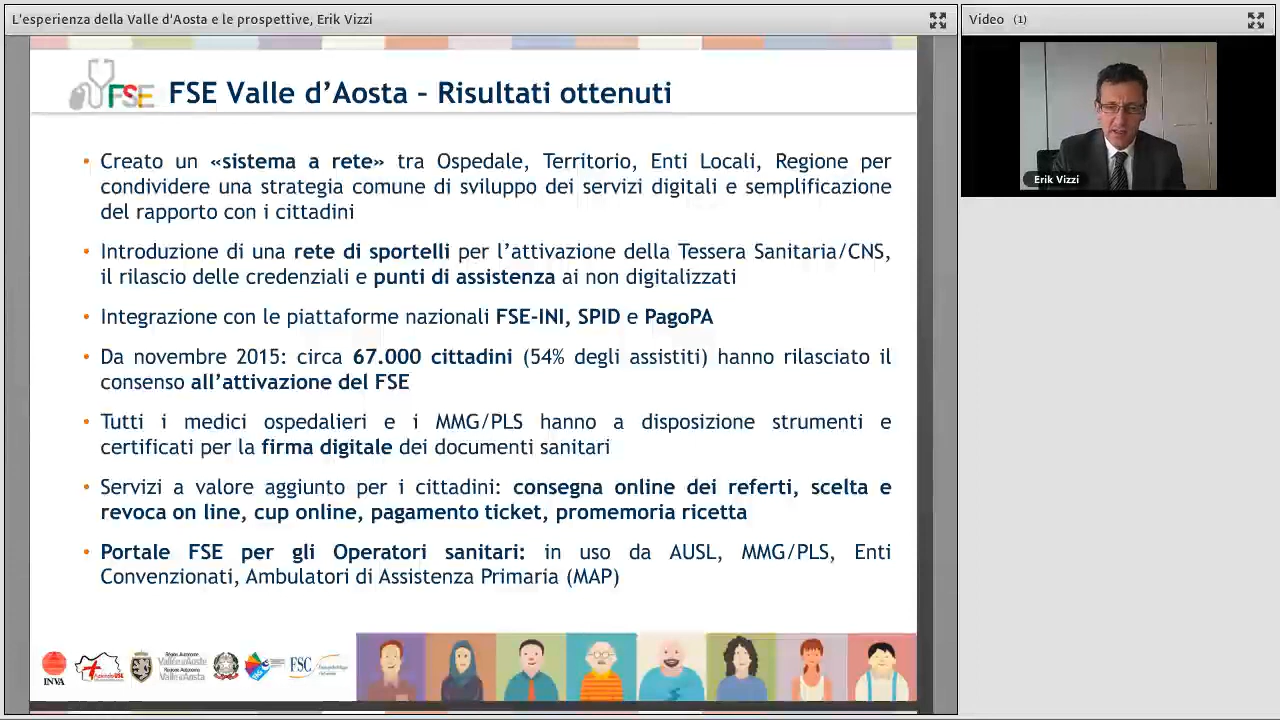 L'esperienza della Valle d'Aosta e le prospettive, Erik Vizzi
Video (1)
FSE
FSE Valle d'Aosta – Risultati ottenuti
• Creato un «sistema a rete» tra Ospedale, Territorio, Enti Locali, Regione per
condividere una strategia comune di sviluppo dei servizi digitali e semplificazione
del rapporto con i cittadini
• Introduzione di una rete di sportelli per l'attivazione della Tessera Sanitaria/CNS,
il rilascio delle credenziali e punti di assistenza ai non digitalizzati
• Integrazione con le piattaforme nazionali FSE-INI, SPID e PagoPA
• Da novembre 2015: circa 67.000 cittadini (54% degli assistiti) hanno rilasciato il
consenso all'attivazione del FSE
• Tutti i medici ospedalieri e i MMG/PLS hanno a disposizione strumenti e
certificati per la firma digitale dei documenti sanitari
• Servizi a valore aggiunto per i cittadini: consegna online dei referti, scelta e
revoca on line, cup online, pagamento ticket, promemoria ricetta
• Portale FSE per gli Operatori sanitari: in uso da AUSL, MMG/PLS, Enti
Convenzionati, Ambulatori di Assistenza Primaria (MAP)
Erik Vizzi
INVA
Région Autonome
Vallée d'Aoste
Regione Autonoma
Valle d'Aosta
FSC